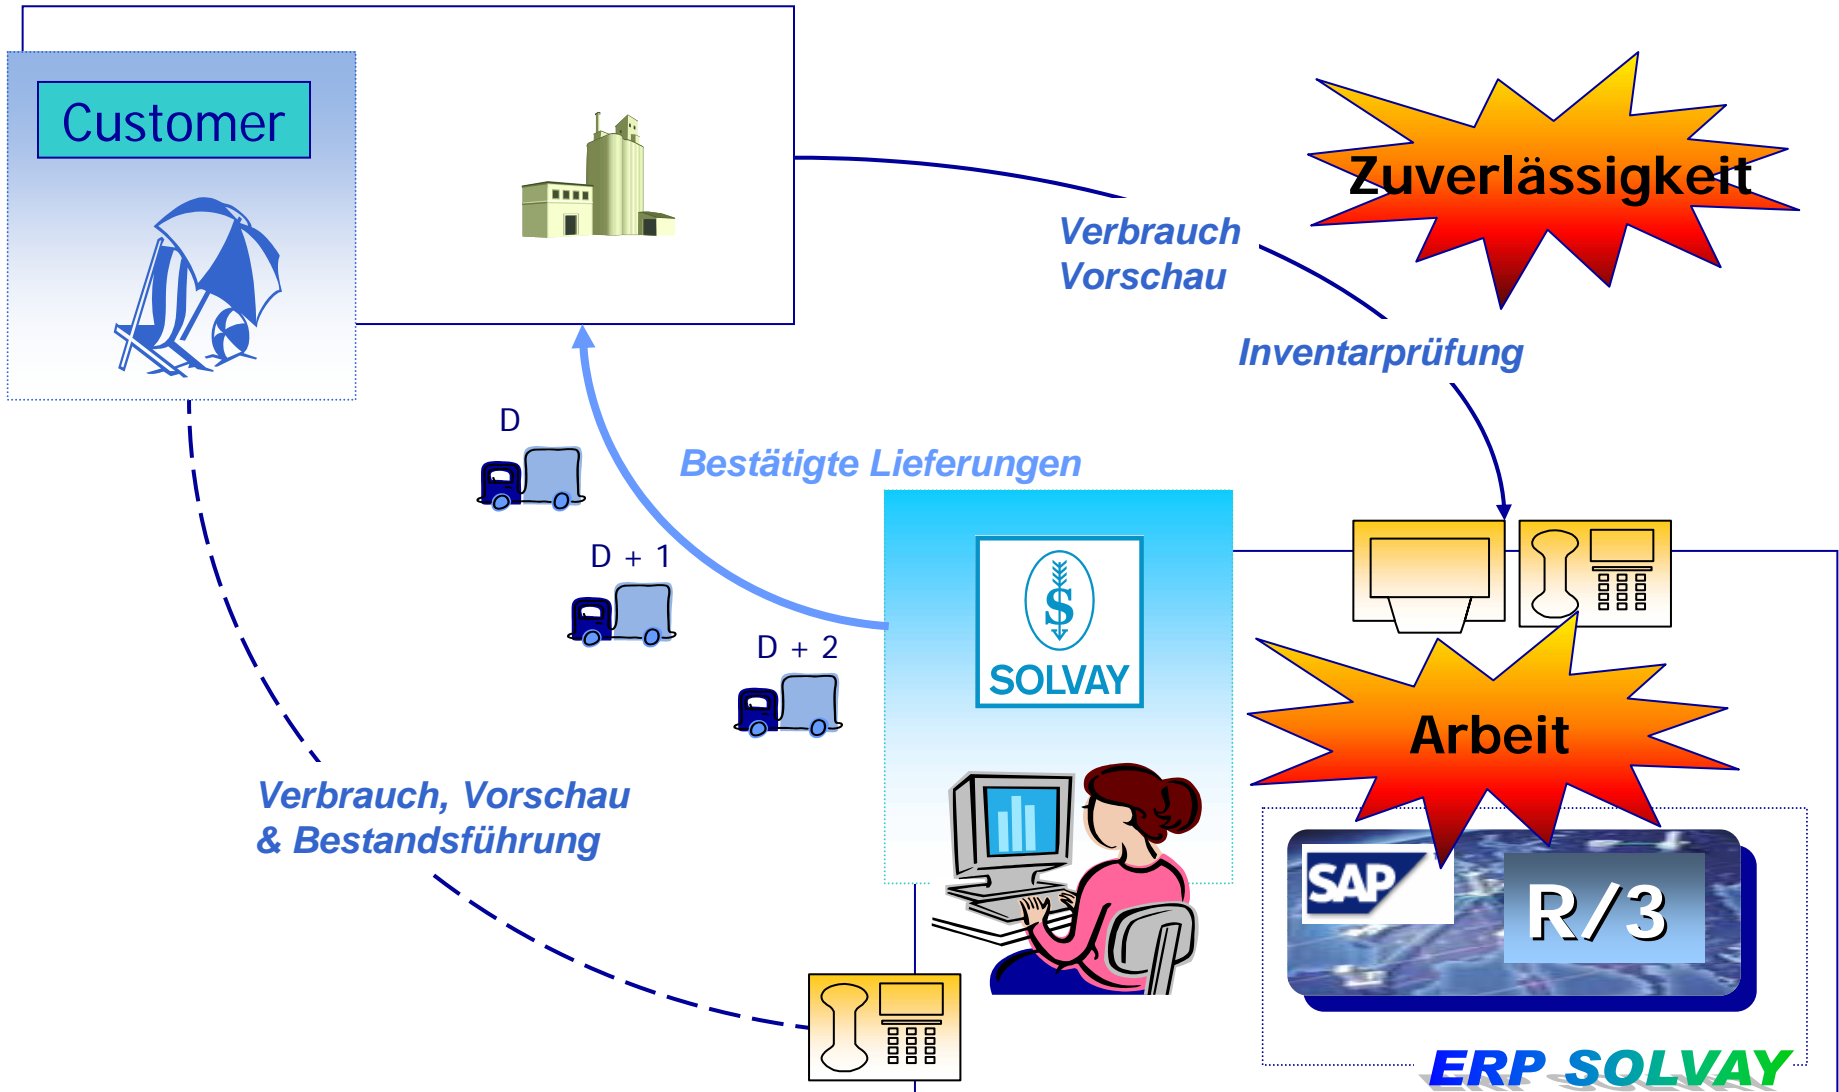 Customer
Zuverlässigkeit
Verbrauch
Vorschau
Inventarprüfung
D
Bestätigte Lieferungen
D + 1
D + 2
SOLVAY
Arbeit
Verbrauch, Vorschau
& Bestandsführung
SAP
R/3
ERP SOLVAY